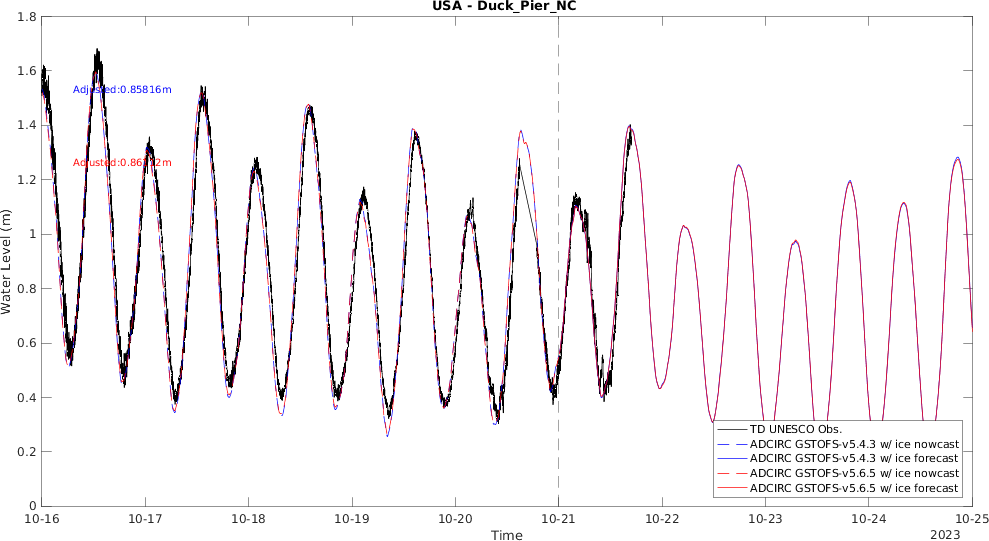 USA - Duck_Pier_NC
1.8
1.6
1.4
1.2
1
0.8
0.6
0.4
0.2
0
Water Level (m)
Adjusted:0.85816m
TD UNESCO Obs.
ADCIRC GSTOFS-v5.4.3 w/ ice nowcast
ADCIRC GSTOFS-v5.4.3 w/ ice forecast
ADCIRC GSTOFS-v5.6.5 w/ ice nowcast
ADCIRC GSTOFS-v5.6.5 w/ ice forecast
10-16 10-17 10-18 10-19 10-20 10-21 10-22 10-23 10-24 10-25
Time
2023